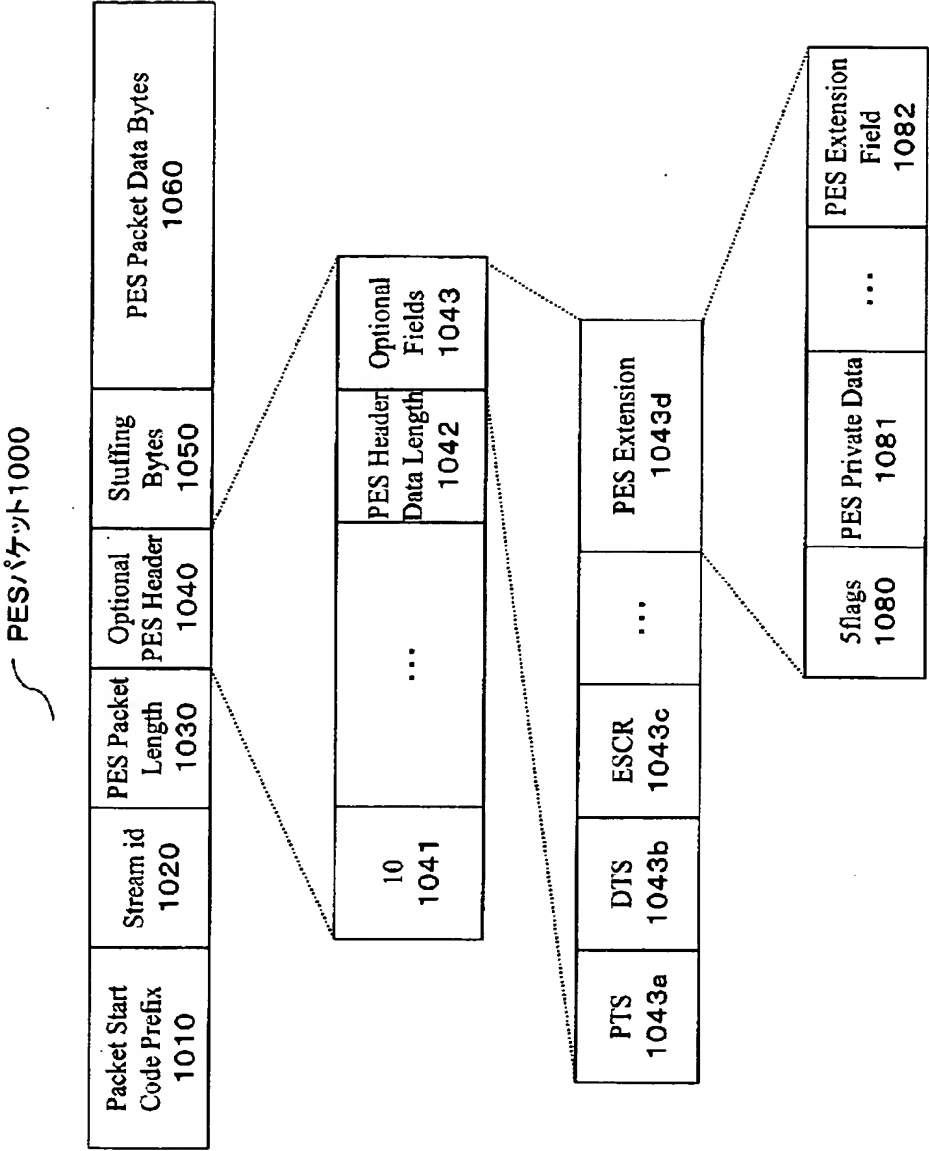 PESパケット1000
Packet Start
Code Prefix
1010
Stream id
1020
PES Packet
Length
1030
Optional
PES Header
1040
Stuffing
Bytes
1050
PES Packet Data Bytes
1060
10
1041
...
PES Header
Data Length
1042
Optional
Fields
1043
PTS
1043a
DTS
1043b
ESCR
1043c
...
PES Extension
1043d
5flags
1080
PES Private Data
1081
...
PES Extension
Field
1082